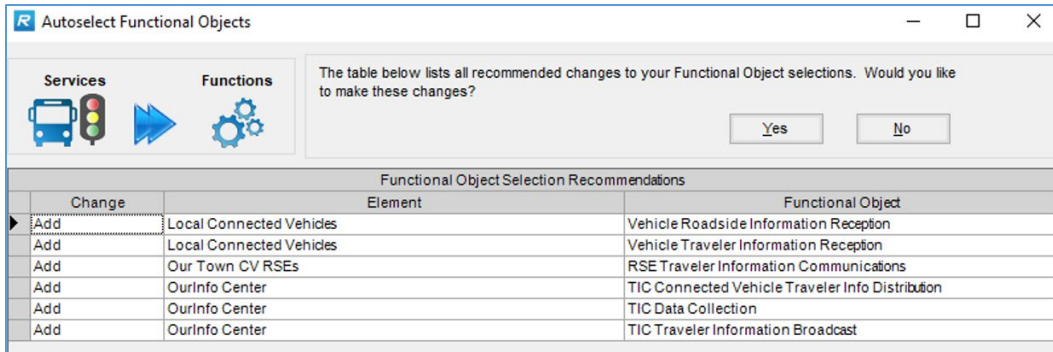 R Autoselect Functional Objects
Services Functions
The table below lists all recommended changes to your Functional Object selections. Would you like
to make these changes?
Yes No
Functional Object Selection Recommendations
Change Element Functional Object
Add Local Connected Vehicles Vehicle Roadside Information Reception
Add Local Connected Vehicles Vehicle Traveler Information Reception
Add Our Town CV RSEs RSE Traveler Information Communications
Add OurInfo Center TIC Connected Vehicle Traveler Info Distribution
Add OurInfo Center TIC Data Collection
Add OurInfo Center TIC Traveler Information Broadcast